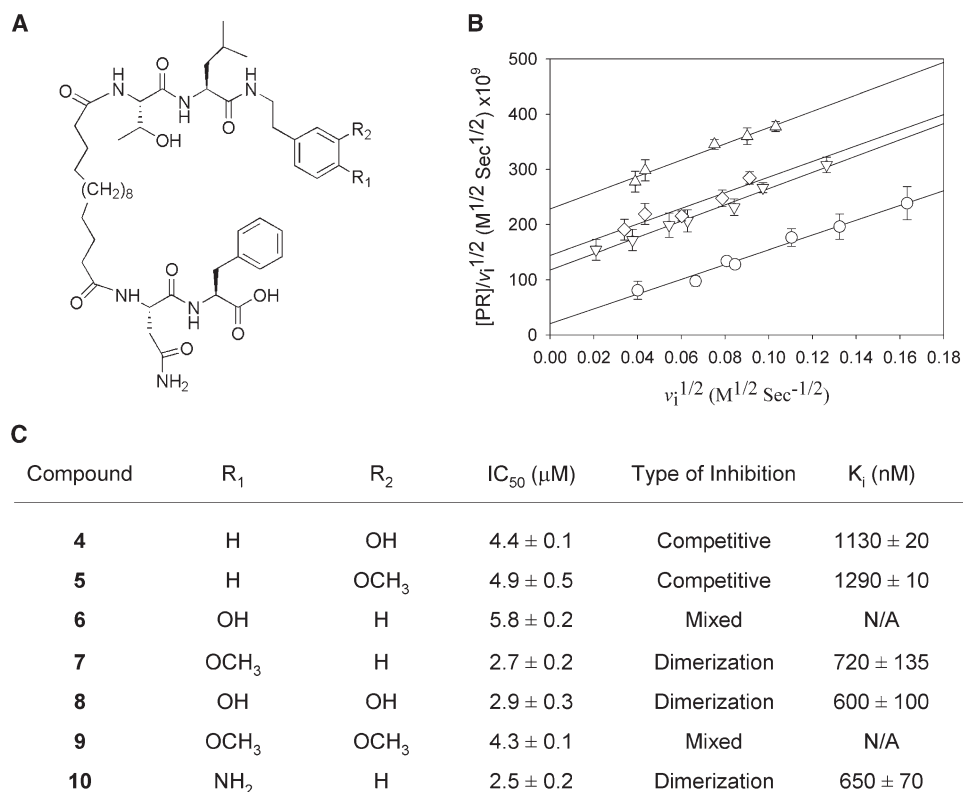 A
O
H
N
O
N
H
O
H
N
OH
R₂
R₁
(CH₂)₈
O
H
N
O
N
H
OH
O
O
NH₂
B
[PR]/vᵢ¹/² (M¹/² Sec¹/²) x10⁹
500
400
300
200
100
0
0.00 0.02 0.04 0.06 0.08 0.10 0.12 0.14 0.16 0.18
vᵢ¹/² (M¹/² Sec⁻¹/²)
C
Compound R₁ R₂ IC₅₀ (μM) Type of Inhibition Kᵢ (nM)
4 H OH 4.4 ± 0.1 Competitive 1130 ± 20
5 H OCH₃ 4.9 ± 0.5 Competitive 1290 ± 10
6 OH H 5.8 ± 0.2 Mixed N/A
7 OCH₃ H 2.7 ± 0.2 Dimerization 720 ± 135
8 OH OH 2.9 ± 0.3 Dimerization 600 ± 100
9 OCH₃ OCH₃ 4.3 ± 0.1 Mixed N/A
10 NH₂ H 2.5 ± 0.2 Dimerization 650 ± 70